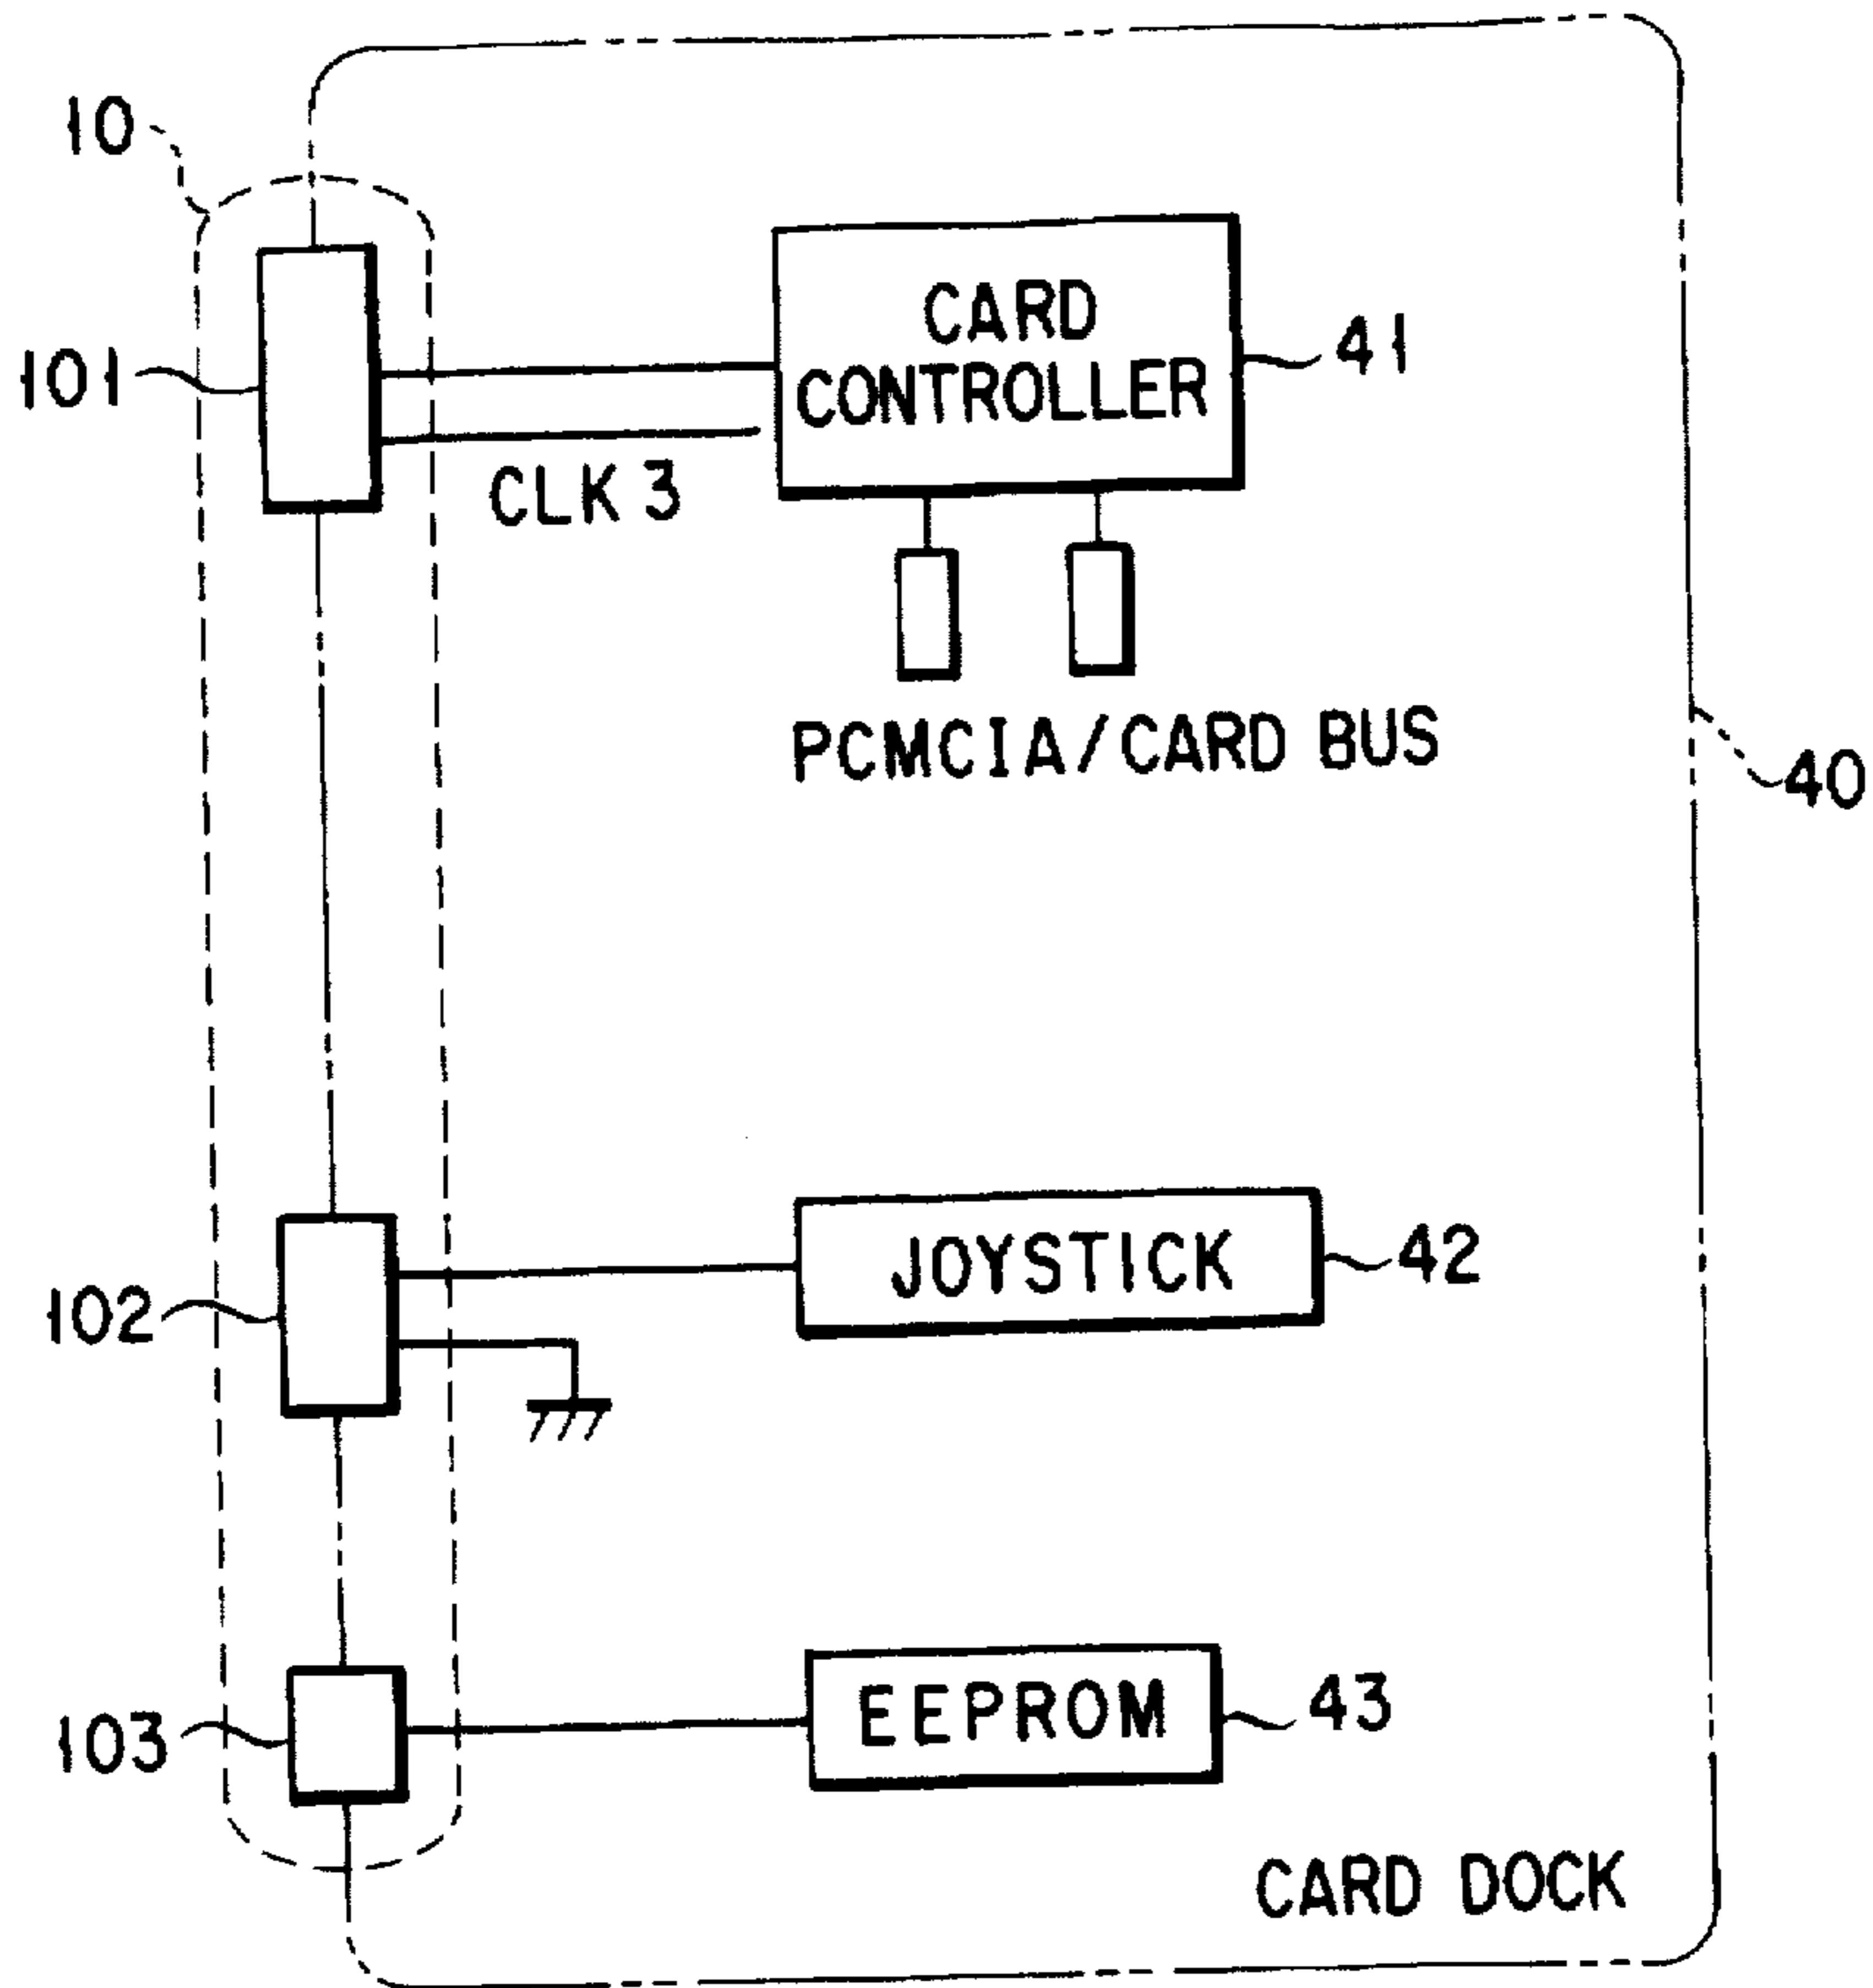 10
101
CARD
CONTROLLER
41
CLK 3
PCMCIA/CARD BUS
40
102
JOYSTICK
42
103
EEPROM
43
CARD DOCK